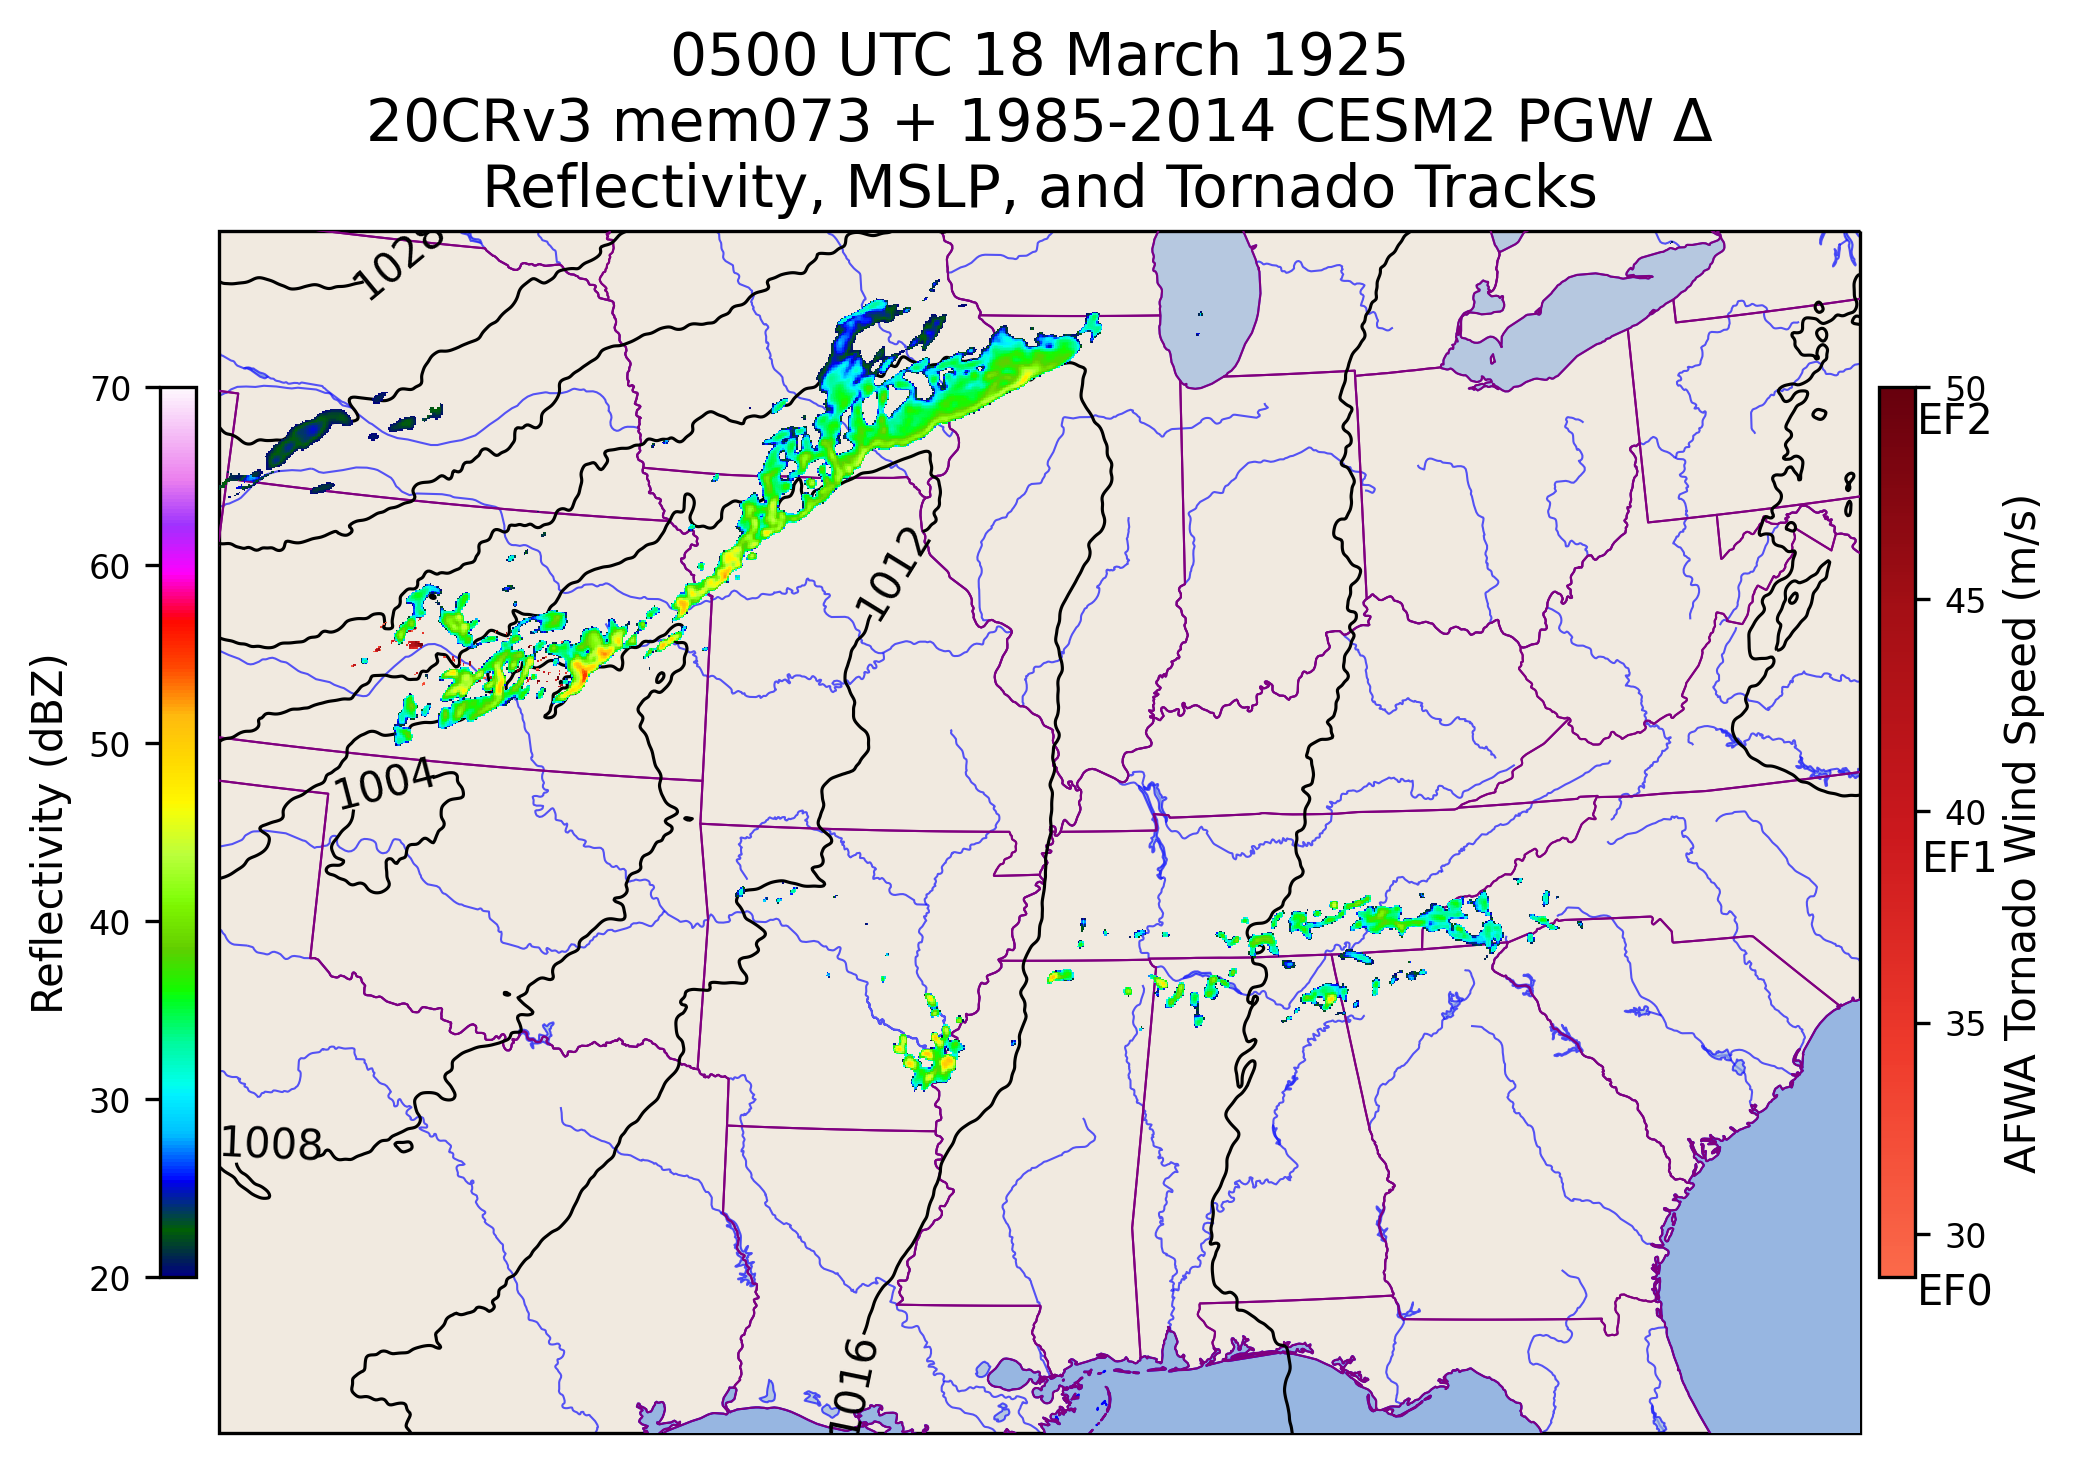 0500 UTC 18 March 1925
20CRv3 mem073 + 1985-2014 CESM2 PGW Δ
Reflectivity, MSLP, and Tornado Tracks
1028
1012
1004
1008
1016
Reflectivity (dBZ)
70
60
50
40
30
20
50
EF2
45
40
EF1
35
30
EF0
AFWA Tornado Wind Speed (m/s)